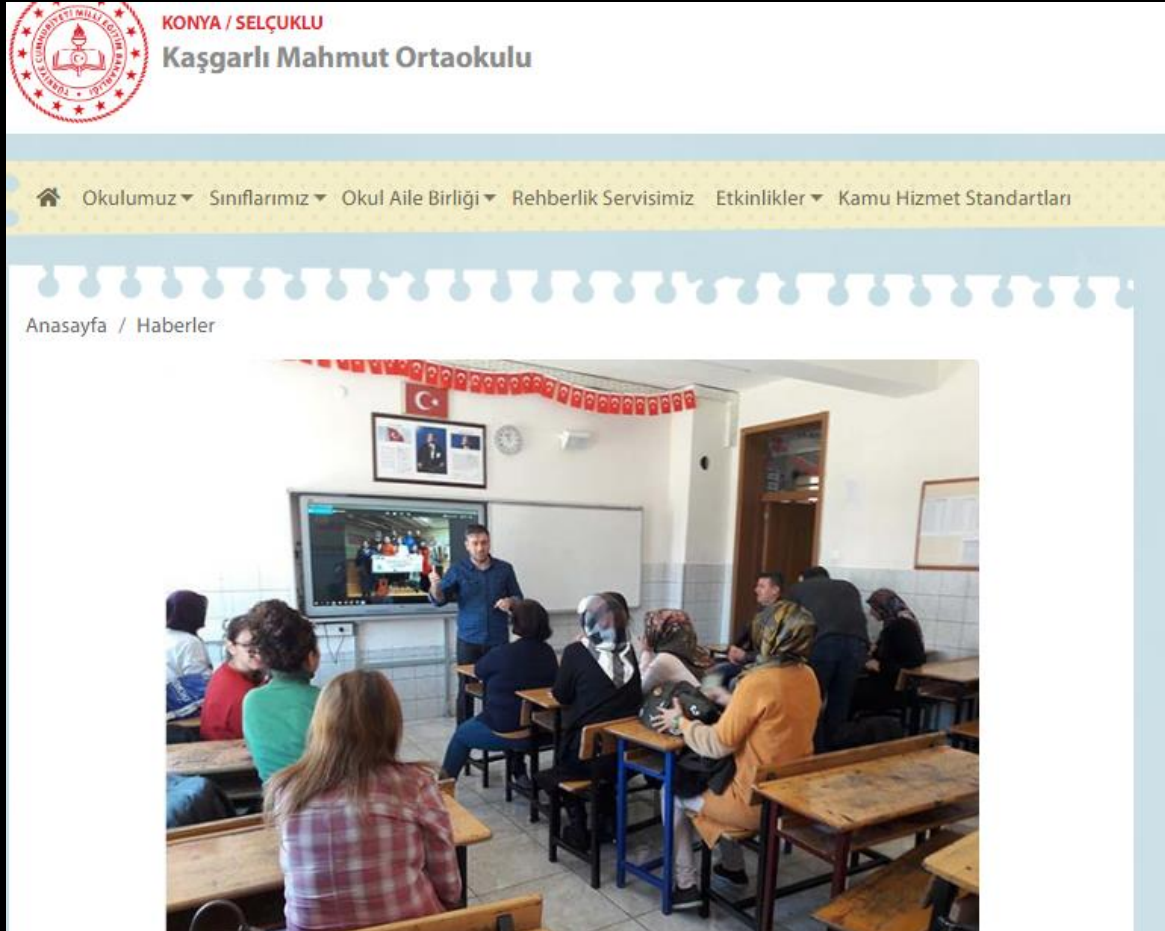 KONYA / SELÇUKLU
Kaşgarlı Mahmut Ortaokulu
Okulumuz Sınıflarımız Okul Aile Birliği Rehberlik Servisimiz Etkinlikler Kamu Hizmet Standartları
Anasayfa / Haberler